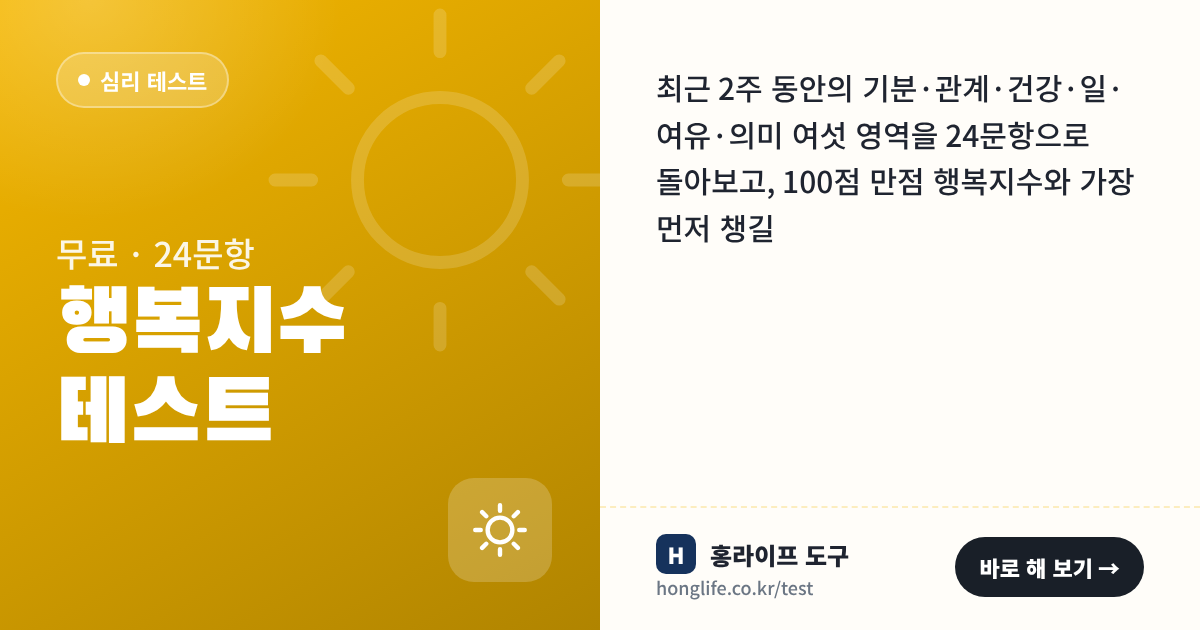 심리 테스트
무료 · 24문항
행복지수
테스트
최근 2주 동안의 기분·관계·건강·일·
여유·의미 여섯 영역을 24문항으로
돌아보고, 100점 만점 행복지수와 가장
먼저 챙길
H 홍라이프 도구
honglife.co.kr/test
바로 해 보기 →